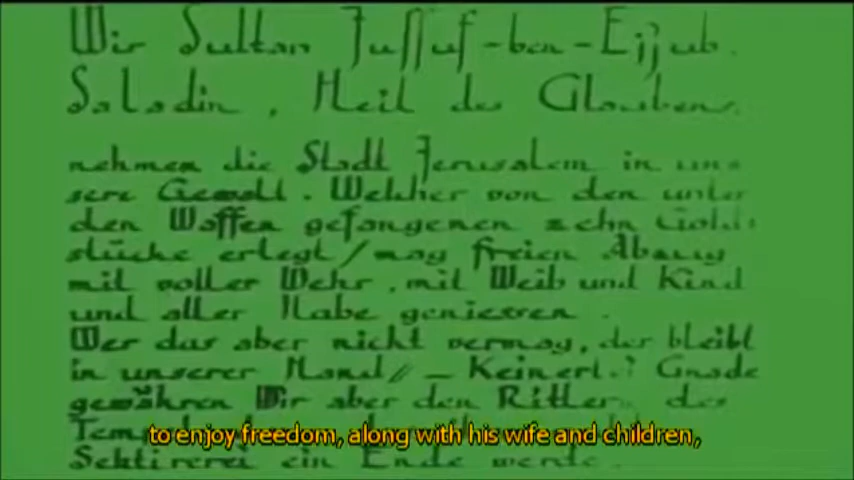 Wir Sultan Jussuf-ben-Ejjub.
Saladin, Heil des Glaubens,
nehmen die Stadt Jerusalem in un=
sere Gewalt. Welcher von den unter
den Waffen gefangenen zehn Gold=
stücke erlegt/mag freien Abzug
mit voller Wehr, mit Weib und Kind
und aller Habe geniessen.
Wer das aber nicht vermag, der bleibt
in unserer Hand/ — Keinerlei Gnade
gewähren Wir aber den Rittern des
to enjoy freedom, along with his wife and children,
Sektirerei ein Ende werde.